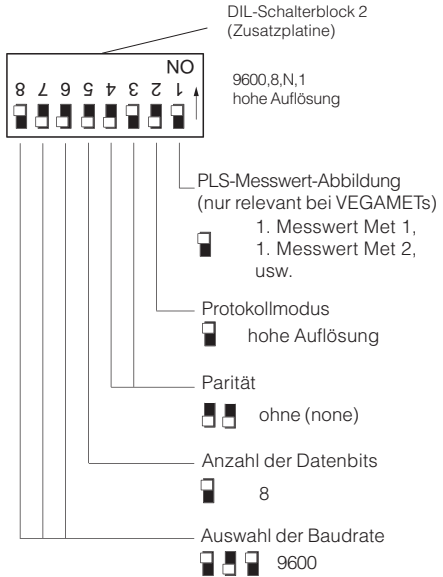 DIL-Schalterblock 2
(Zusatzplatine)
ON
9600,8,N,1
hohe Auflösung
8 7 6 5 4 3 2 1
PLS-Messwert-Abbildung
(nur relevant bei VEGAMETs)
1. Messwert Met 1,
1. Messwert Met 2,
usw.
Protokollmodus
hohe Auflösung
Parität
ohne (none)
Anzahl der Datenbits
8
Auswahl der Baudrate
9600